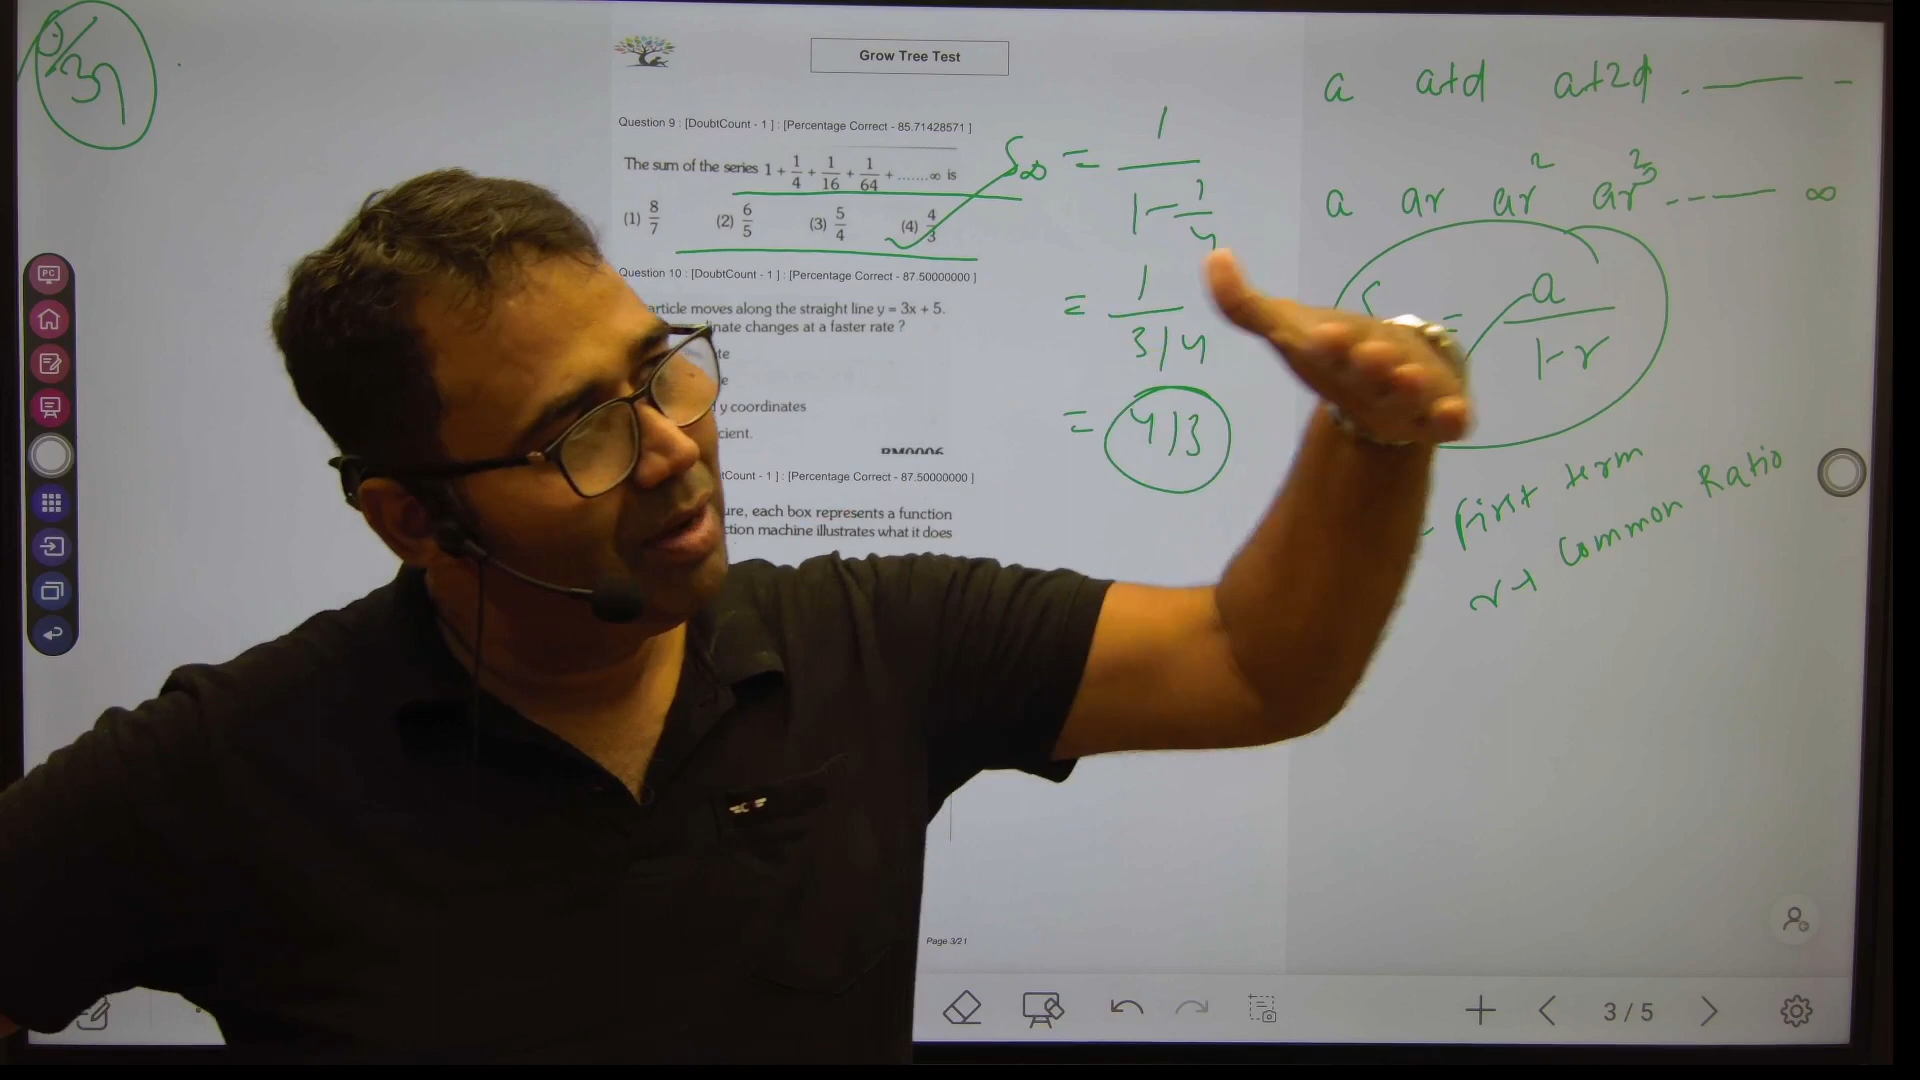 Grow Tree Test
Question 9 : [DoubtCount - 1 ] : [Percentage Correct - 85.71428571 ]
The sum of the series 1 + 1/4 + 1/16 + 1/64 + .......∞ is
(1) 8/7 (2) 6/5 (3) 5/4 (4) 4/3
Question 10 : [DoubtCount - 1 ] : [Percentage Correct - 87.50000000 ]
article moves along the straight line y = 3x + 5.
inate changes at a faster rate ?
te
e
y coordinates
cient.
tCount - 1 ] : [Percentage Correct - 87.50000000 ]
ure, each box represents a function
ction machine illustrates what it does
Page 3/21
S∞ = 1/(1-1/4)
= 1/(3/4)
= 4/3
a a+d a+2d . —— -
a ar ar² ar³ ---—— ∞
S = a/(1-r)
- first term
r → Common Ratio
PC
3 / 5